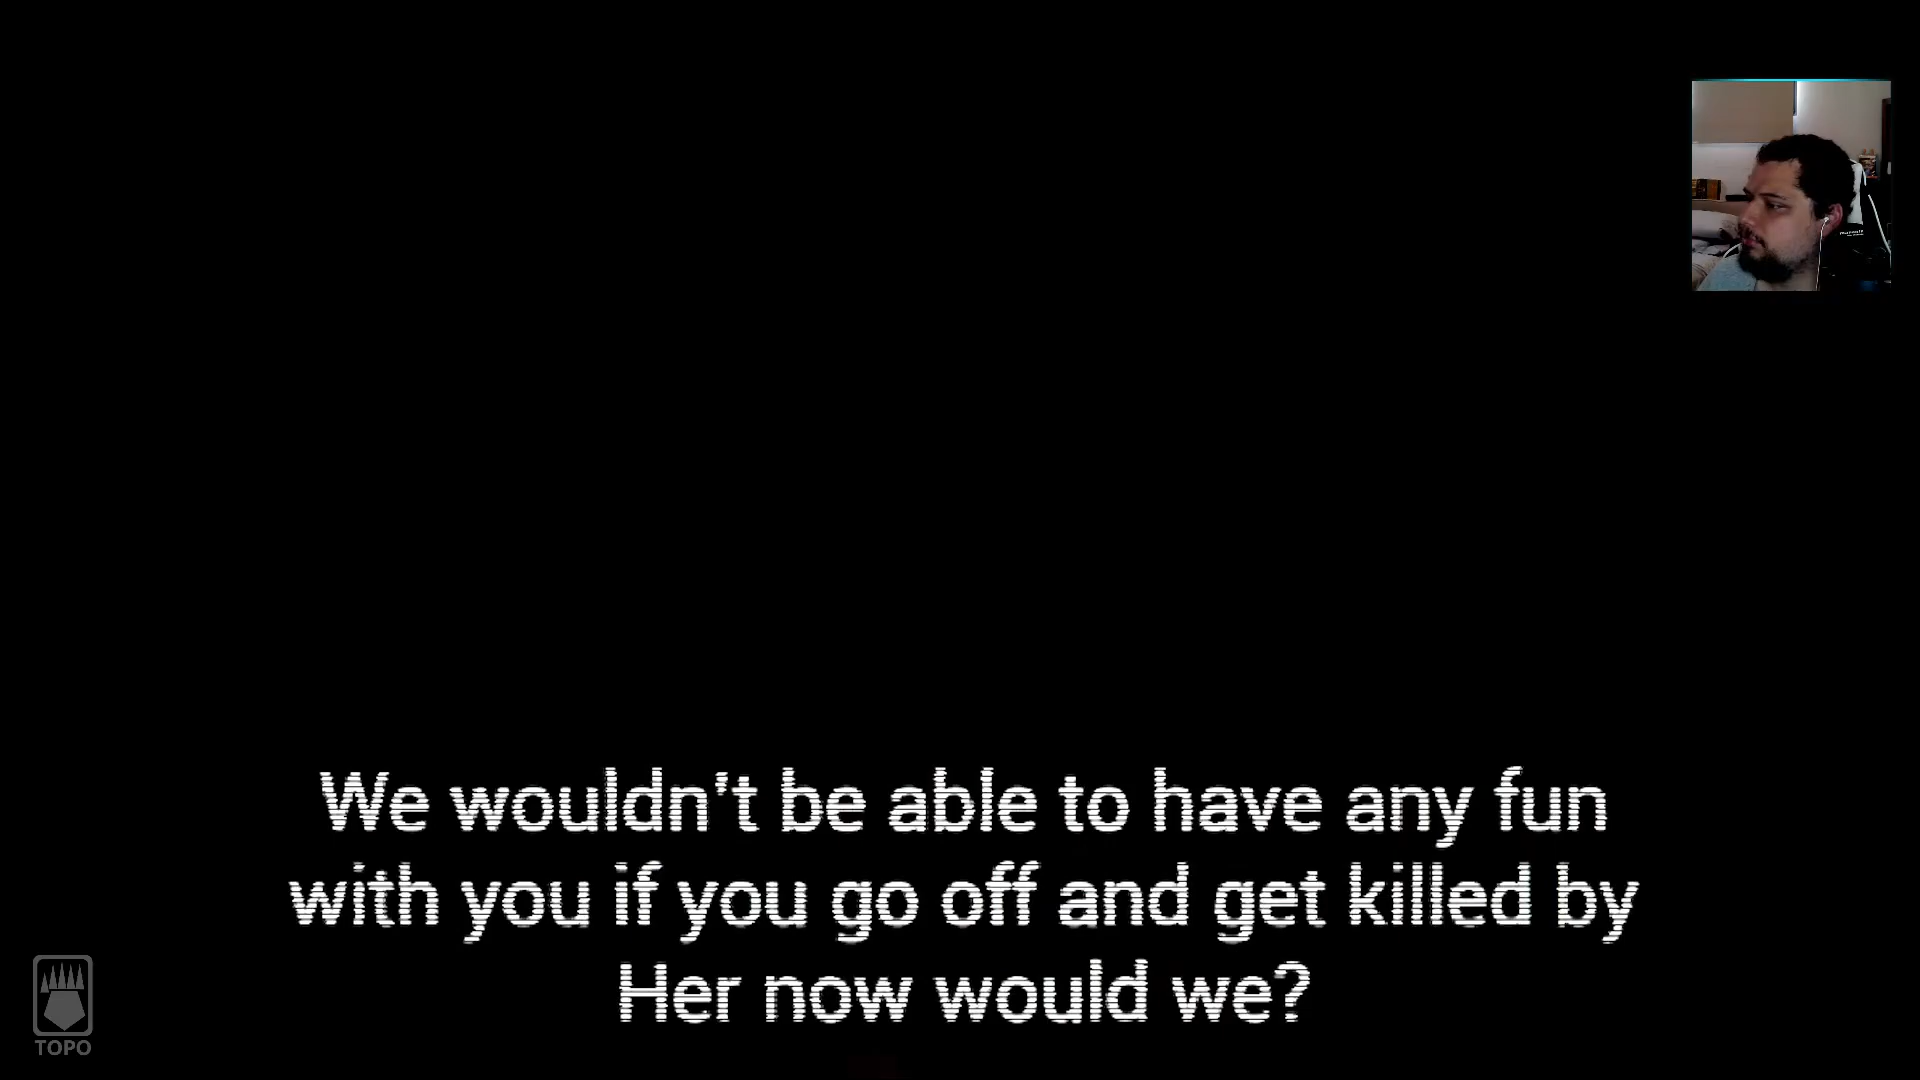 We wouldn't be able to have any fun
with you if you go off and get killed by
Her now would we?
TOPO